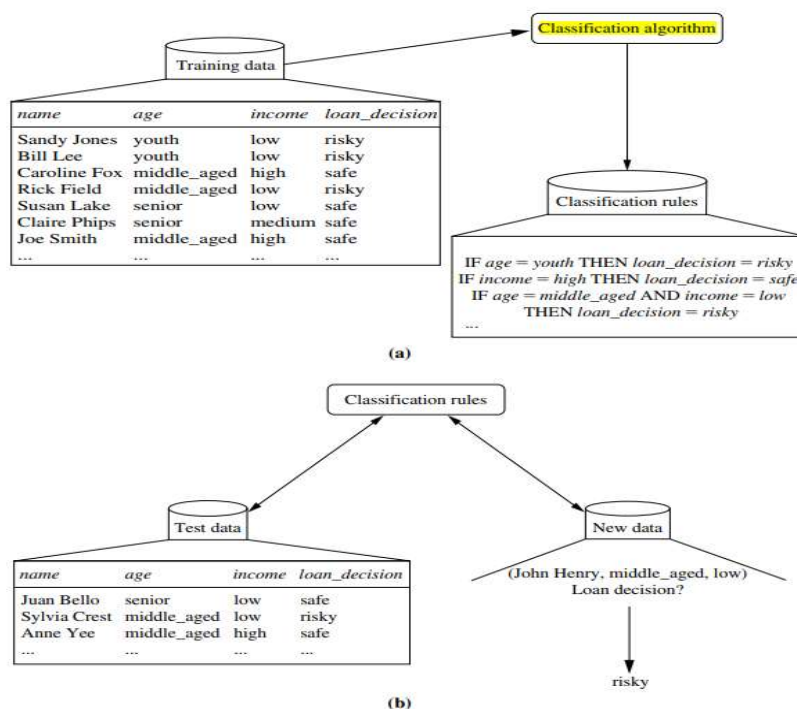 Classification algorithm
Training data
name age income loan_decision
Sandy Jones youth low risky
Bill Lee youth low risky
Caroline Fox middle_aged high safe
Rick Field middle_aged low risky
Susan Lake senior low safe
Claire Phips senior medium safe
Joe Smith middle_aged high safe
... ... ... ...
Classification rules
IF age = youth THEN loan_decision = risky
IF income = high THEN loan_decision = safe
IF age = middle_aged AND income = low
THEN loan_decision = risky
...
(a)
Classification rules
Test data
name age income loan_decision
Juan Bello senior low safe
Sylvia Crest middle_aged low risky
Anne Yee middle_aged high safe
... ... ... ...
New data
(John Henry, middle_aged, low)
Loan decision?
risky
(b)